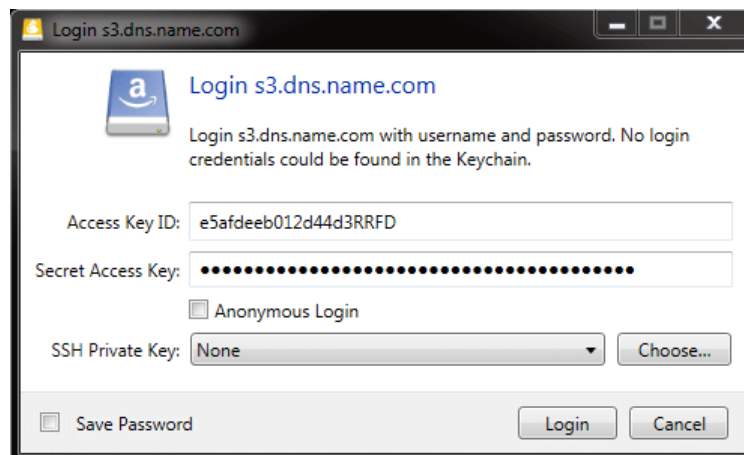 Login s3.dns.name.com
Login s3.dns.name.com
Login s3.dns.name.com with username and password. No login
credentials could be found in the Keychain.
Access Key ID: e5afdeeb012d44d3RRFD
Secret Access Key: ••••••••••••••••••••••••••••••••••••••••
Anonymous Login
SSH Private Key: None Choose...
Save Password Login Cancel